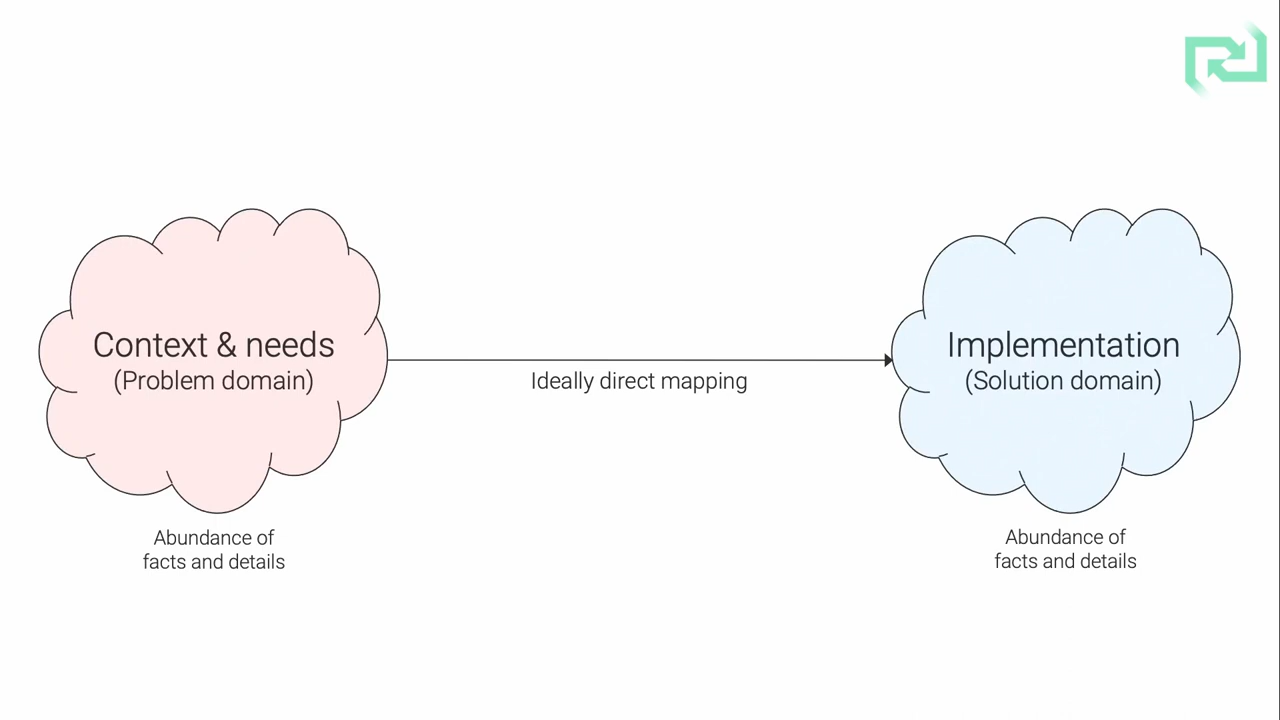 Context & needs
(Problem domain)
Ideally direct mapping
Implementation
(Solution domain)
Abundance of
facts and details
Abundance of
facts and details